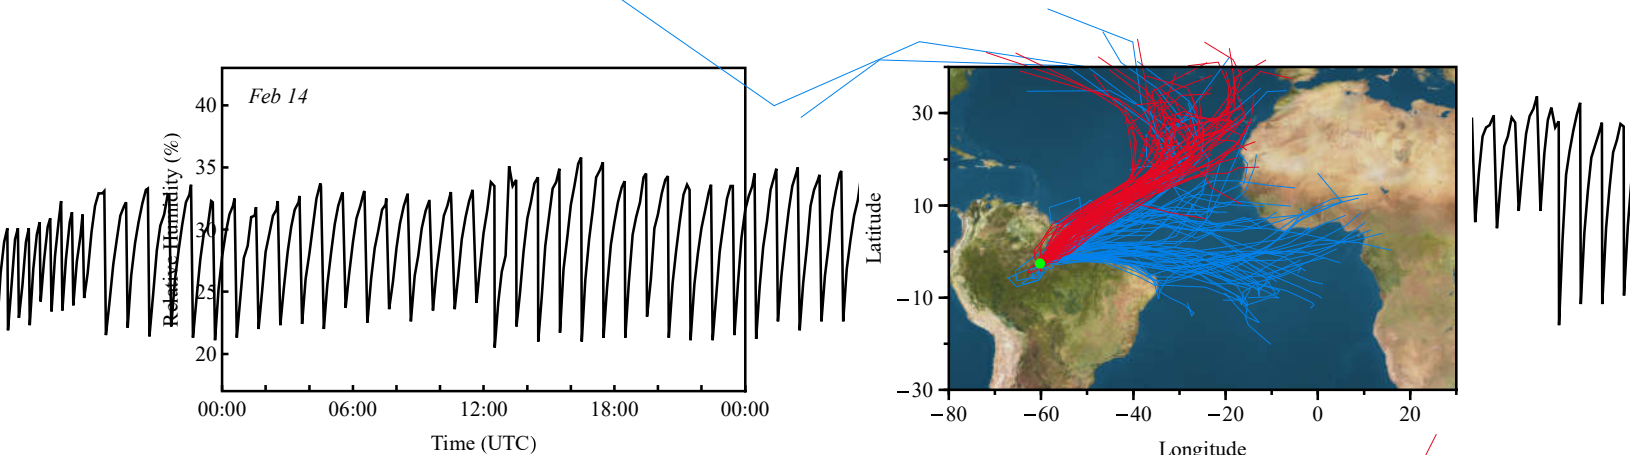 Feb 14
Relative Humidity (%)
40
35
30
25
20
00:00 06:00 12:00 18:00 00:00
Time (UTC)
Latitude
30
10
−10
−30
−80 −60 −40 −20 0 20
Longitude